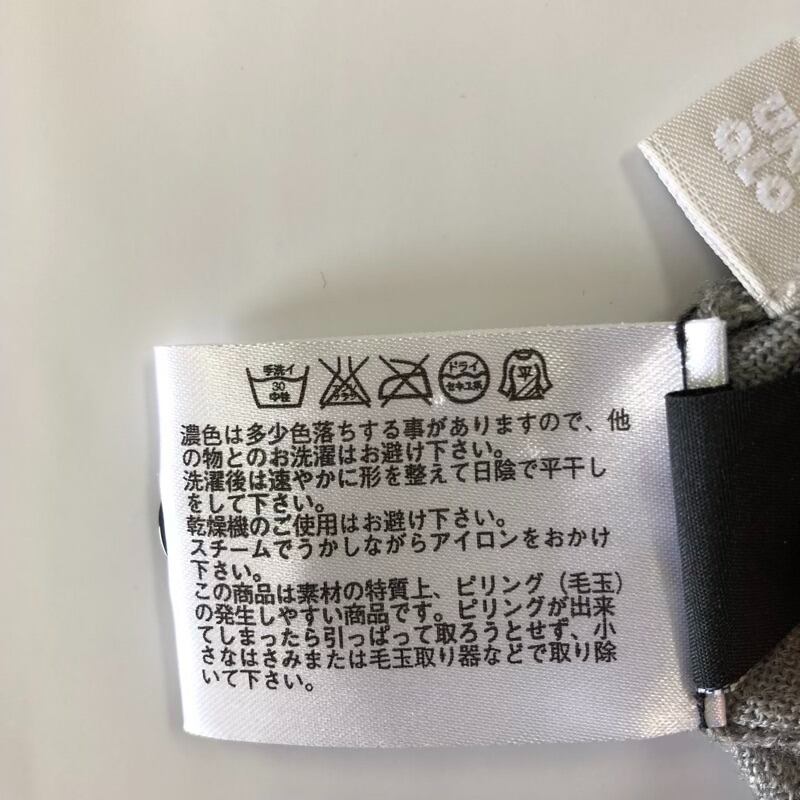 手洗イ
30
中性
エンソ
サラシ
ドライ
セキユ系
平
濃色は多少色落ちする事がありますので、他
の物とのお洗濯はお避け下さい。
洗濯後は速やかに形を整えて日陰で平干し
をして下さい。
乾燥機のご使用はお避け下さい。
スチームでうかしながらアイロンをおかけ
下さい。
この商品は素材の特質上、ピリング（毛玉）
の発生しやすい商品です。ピリングが出来
てしまったら引っぱって取ろうとせず、小
さなはさみまたは毛玉取り器などで取り除
いて下さい。